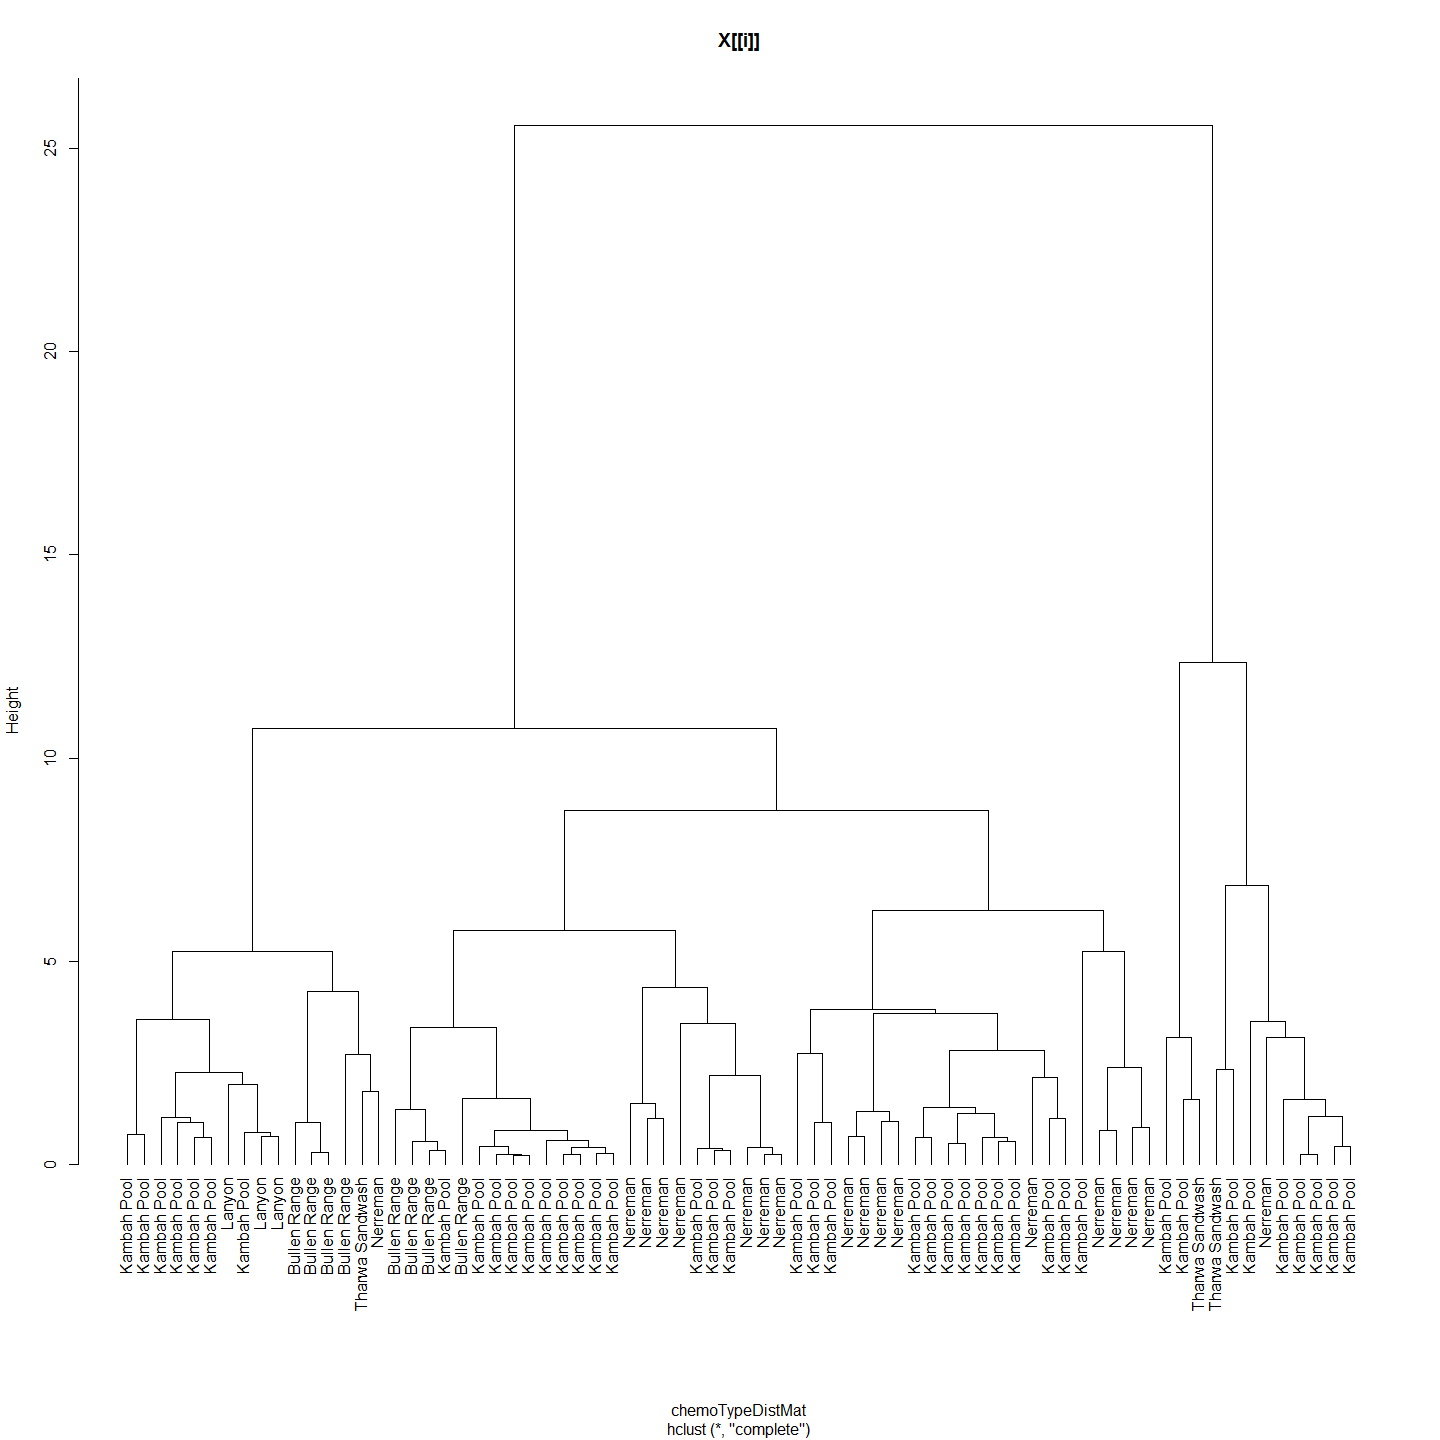 X[[i]]
Height
25
20
15
10
5
0
Kambah Pool
Kambah Pool
Kambah Pool
Kambah Pool
Kambah Pool
Kambah Pool
Lanyon
Kambah Pool
Lanyon
Lanyon
Bullen Range
Bullen Range
Bullen Range
Bullen Range
Tharwa Sandwash
Nerreman
Bullen Range
Bullen Range
Bullen Range
Kambah Pool
Bullen Range
Kambah Pool
Kambah Pool
Kambah Pool
Kambah Pool
Kambah Pool
Kambah Pool
Kambah Pool
Kambah Pool
Kambah Pool
Nerreman
Nerreman
Nerreman
Nerreman
Kambah Pool
Kambah Pool
Kambah Pool
Nerreman
Nerreman
Nerreman
Kambah Pool
Kambah Pool
Kambah Pool
Nerreman
Nerreman
Nerreman
Nerreman
Kambah Pool
Kambah Pool
Kambah Pool
Kambah Pool
Kambah Pool
Kambah Pool
Kambah Pool
Nerreman
Kambah Pool
Kambah Pool
Kambah Pool
Nerreman
Nerreman
Nerreman
Nerreman
Kambah Pool
Kambah Pool
Tharwa Sandwash
Tharwa Sandwash
Kambah Pool
Kambah Pool
Nerreman
Kambah Pool
Kambah Pool
Kambah Pool
Kambah Pool
Kambah Pool
chemoTypeDistMat
hclust (*, "complete")